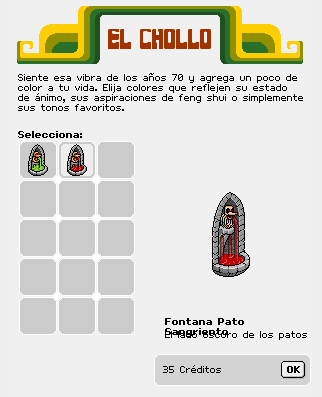 EL CHOLLO
Siente esa vibra de los años 70 y agrega un poco de
color a tu vida. Elija colores que reflejen su estado
de ánimo, sus aspiraciones de feng shui o simplemente
sus tonos favoritos.
Selecciona:
Fontana Pato
Sangriento
El lado oscuro de los patos
35 Créditos
OK